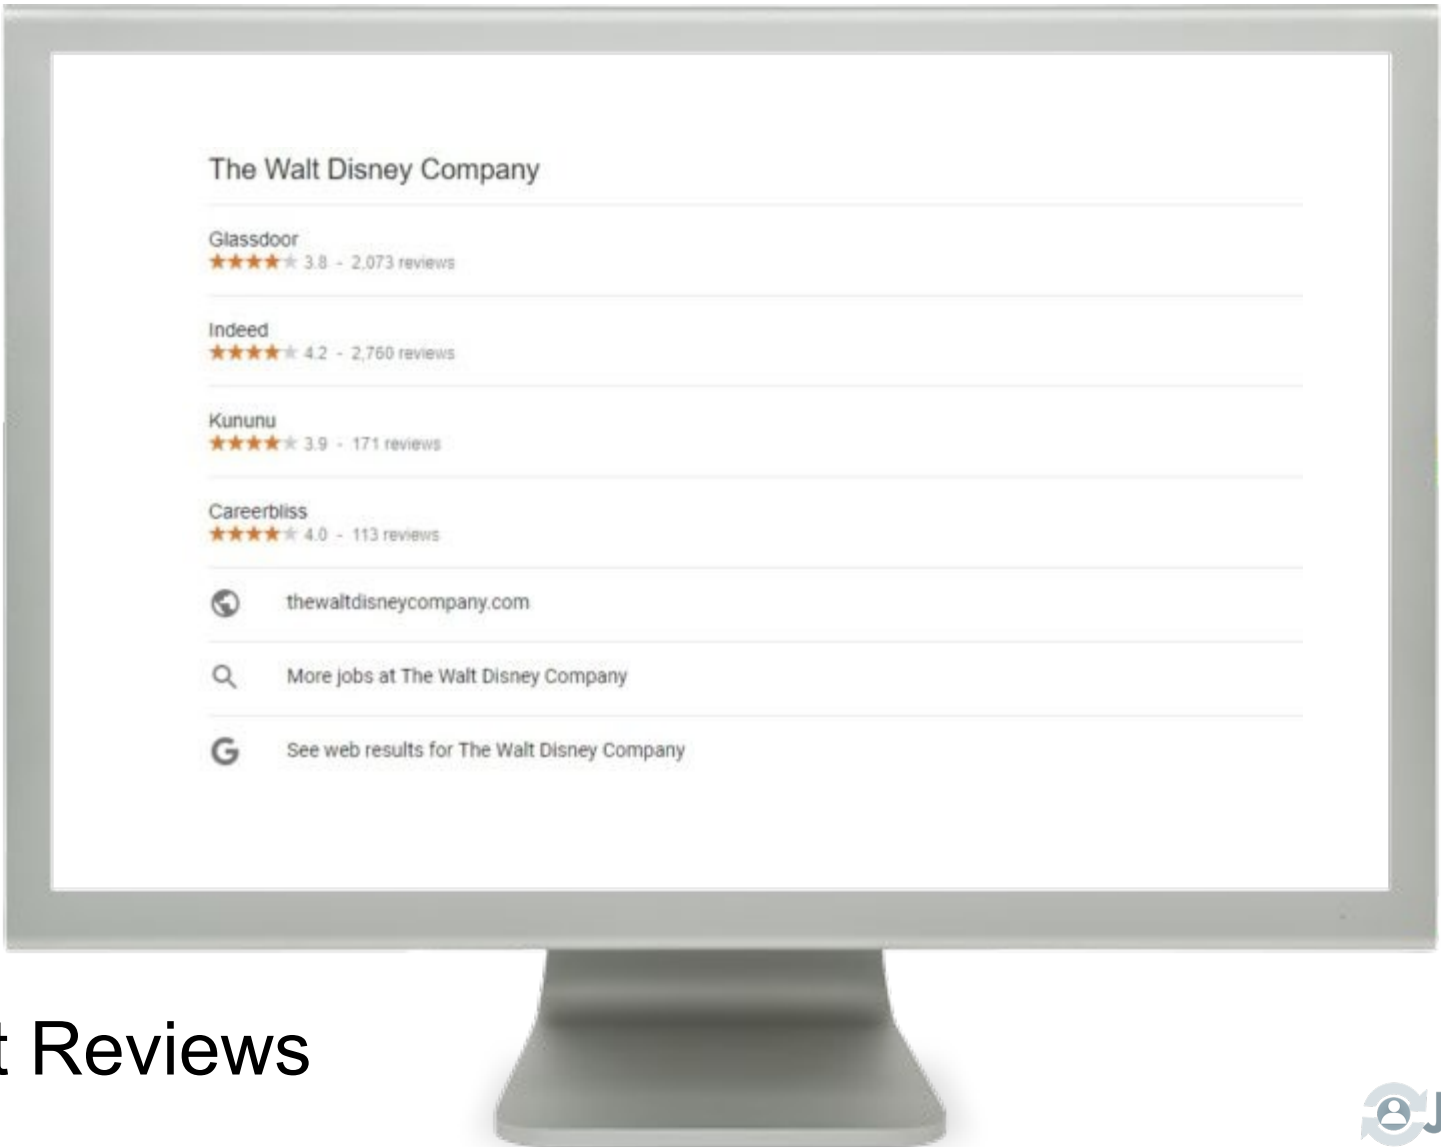 The Walt Disney Company
Glassdoor
3.8 - 2,073 reviews
Indeed
4.2 - 2,760 reviews
Kununu
3.9 - 171 reviews
Careerbliss
4.0 - 113 reviews
thewaltdisneycompany.com
More jobs at The Walt Disney Company
G See web results for The Walt Disney Company
t Reviews
J